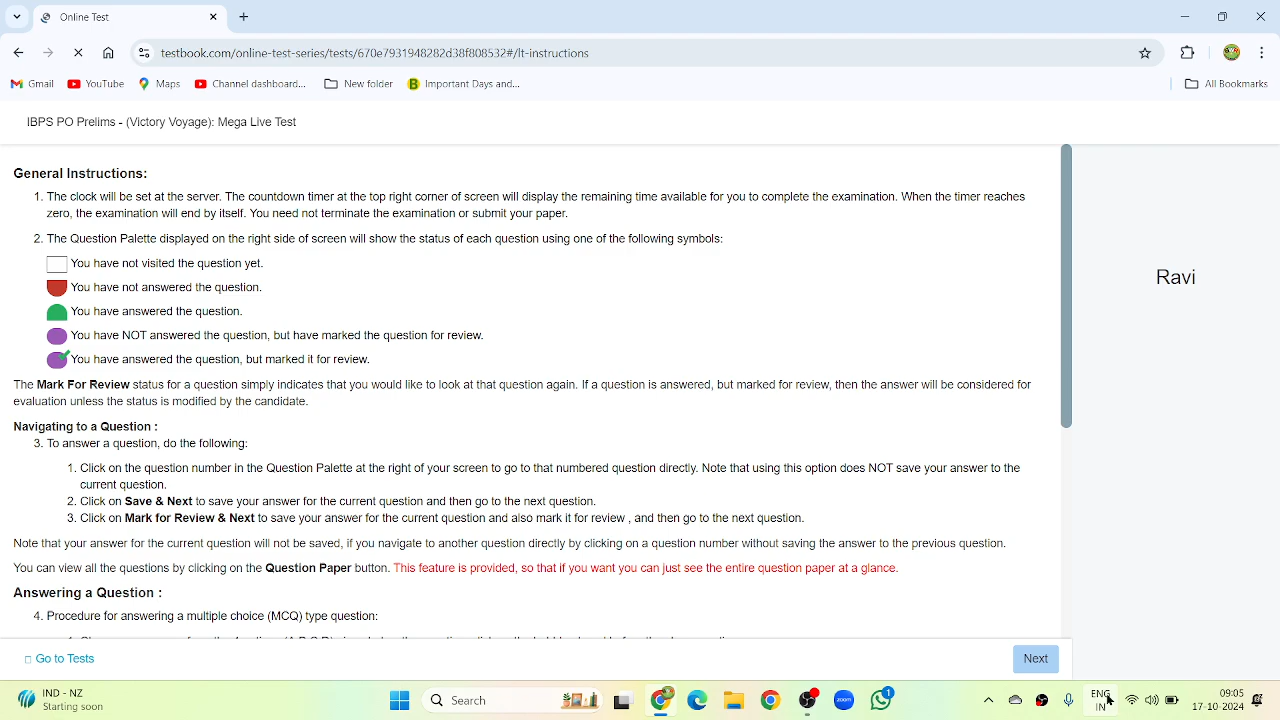 Online Test
testbook.com/online-test-series/tests/670e7931948282d38f808532#/lt-instructions
Gmail YouTube Maps Channel dashboard... New folder Important Days and... All Bookmarks
IBPS PO Prelims - (Victory Voyage): Mega Live Test
General Instructions:
1. The clock will be set at the server. The countdown timer at the top right corner of screen will display the remaining time available for you to complete the examination. When the timer reaches
zero, the examination will end by itself. You need not terminate the examination or submit your paper.
2. The Question Palette displayed on the right side of screen will show the status of each question using one of the following symbols:
You have not visited the question yet.
You have not answered the question.
You have answered the question.
You have NOT answered the question, but have marked the question for review.
You have answered the question, but marked it for review.
The Mark For Review status for a question simply indicates that you would like to look at that question again. If a question is answered, but marked for review, then the answer will be considered for
evaluation unless the status is modified by the candidate.
Navigating to a Question :
3. To answer a question, do the following:
1. Click on the question number in the Question Palette at the right of your screen to go to that numbered question directly. Note that using this option does NOT save your answer to the
current question.
2. Click on Save & Next to save your answer for the current question and then go to the next question.
3. Click on Mark for Review & Next to save your answer for the current question and also mark it for review , and then go to the next question.
Note that your answer for the current question will not be saved, if you navigate to another question directly by clicking on a question number without saving the answer to the previous question.
You can view all the questions by clicking on the Question Paper button. This feature is provided, so that if you want you can just see the entire question paper at a glance.
Answering a Question :
4. Procedure for answering a multiple choice (MCQ) type question:
Ravi
Go to Tests
Next
IND - NZ
Starting soon
Search
zoom
1
ENG
IN
09:05
17-10-2024